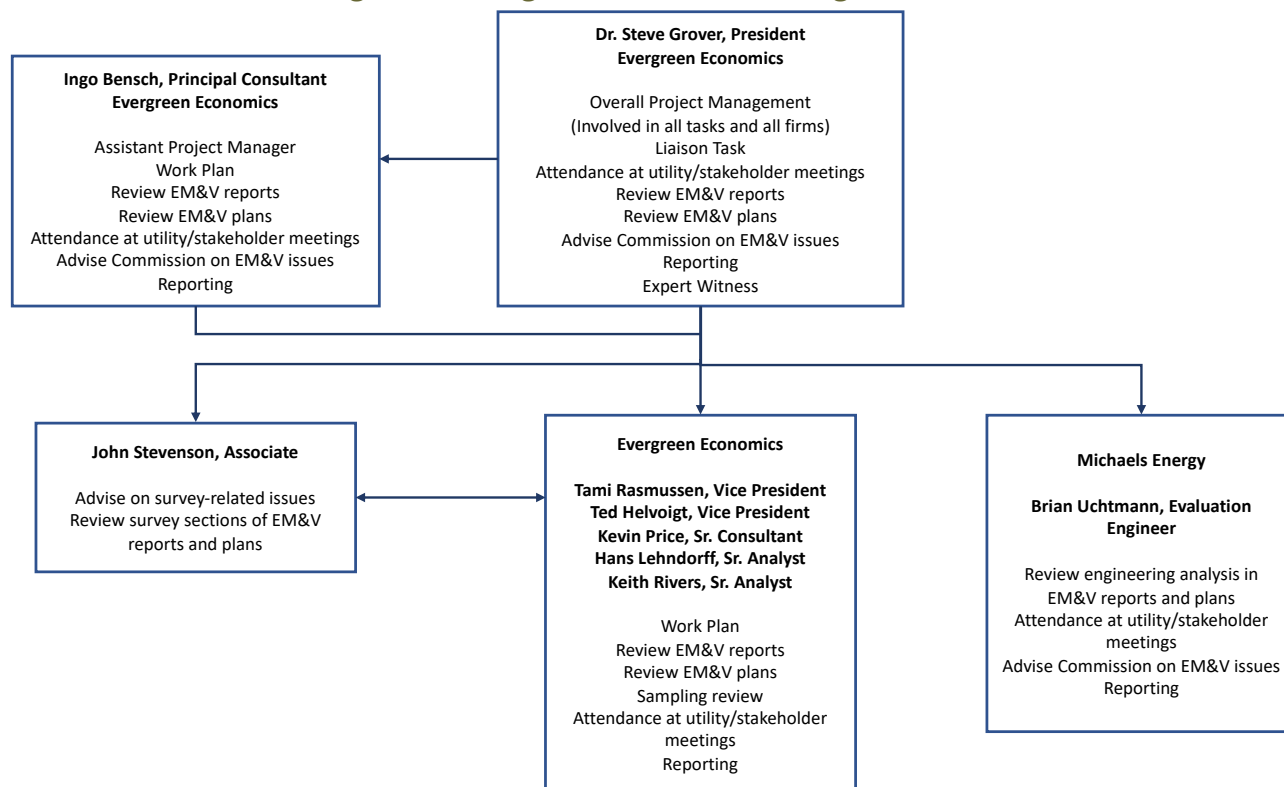 Dr. Steve Grover, President
Evergreen Economics
Overall Project Management
(Involved in all tasks and all firms)
Liaison Task
Attendance at utility/stakeholder meetings
Review EM&V reports
Review EM&V plans
Advise Commission on EM&V issues
Reporting
Expert Witness
Ingo Bensch, Principal Consultant
Evergreen Economics
Assistant Project Manager
Work Plan
Review EM&V reports
Review EM&V plans
Attendance at utility/stakeholder meetings
Advise Commission on EM&V issues
Reporting
John Stevenson, Associate
Advise on survey-related issues
Review survey sections of EM&V
reports and plans
Evergreen Economics
Tami Rasmussen, Vice President
Ted Helvoigt, Vice President
Kevin Price, Sr. Consultant
Hans Lehndorff, Sr. Analyst
Keith Rivers, Sr. Analyst
Work Plan
Review EM&V reports
Review EM&V plans
Sampling review
Attendance at utility/stakeholder
meetings
Reporting
Michaels Energy
Brian Uchtmann, Evaluation
Engineer
Review engineering analysis in
EM&V reports and plans
Attendance at utility/stakeholder
meetings
Advise Commission on EM&V issues
Reporting